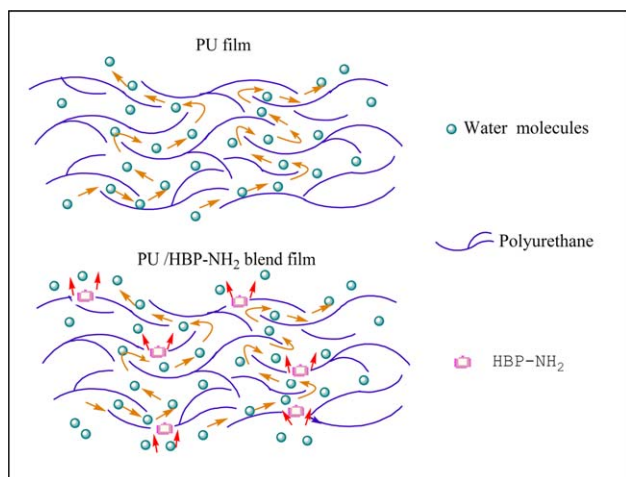 PU film
Water molecules
Polyurethane
PU /HBP-NH₂ blend film
HBP-NH₂